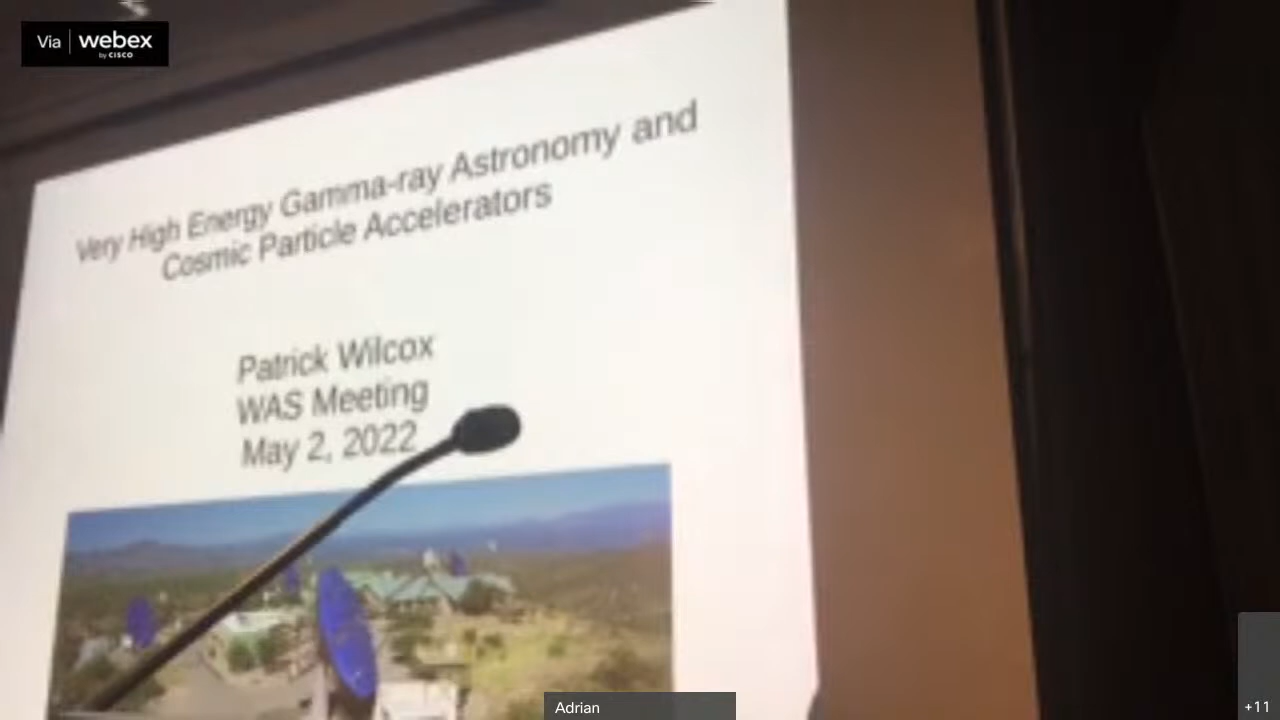 Via webex
by CISCO
Very High Energy Gamma-ray Astronomy and
Cosmic Particle Accelerators
Patrick Wilcox
WAS Meeting
May 2, 2022
Adrian
+11